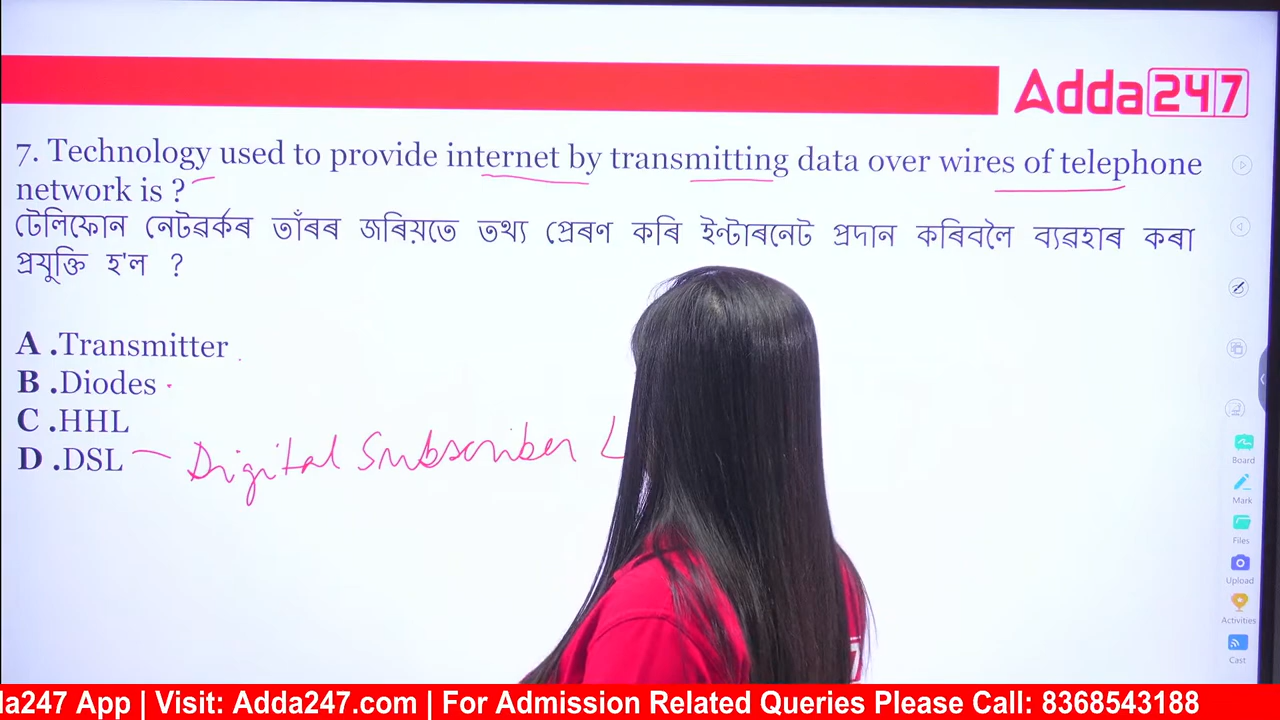 Adda247
7. Technology used to provide internet by transmitting data over wires of telephone
network is ?
টেলিফোন নেটৱৰ্কৰ তাঁৰৰ জৰিয়তে তথ্য প্ৰেৰণ কৰি ইন্টাৰনেট প্ৰদান কৰিবলৈ ব্যৱহাৰ কৰা
প্ৰযুক্তি হ'ল ?
A .Transmitter
B .Diodes
C .HHL
D .DSL — Digital Subscriber L
Board
Mark
Files
Upload
Activities
Cast
da247 App | Visit: Adda247.com | For Admission Related Queries Please Call: 8368543188